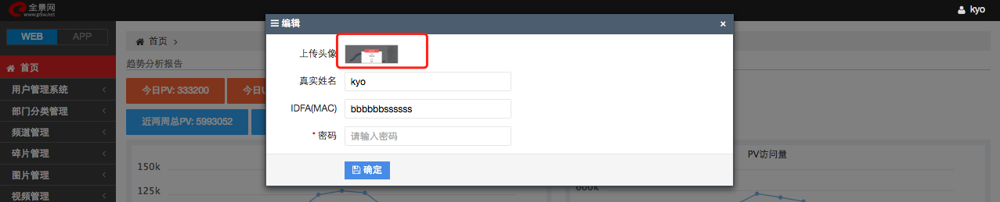 全景网
www.p5w.net
kyo
WEB
APP
首页
用户管理系统
部门分类管理
频道管理
碎片管理
图片管理
视频管理
首页 >
趋势分析报告
今日PV: 333200
今日U
近两周总PV: 5993052
150k
125k
编辑
×
上传头像
真实姓名
kyo
IDFA(MAC)
bbbbbbssssss
* 密码
请输入密码
确定
PV访问量
600k